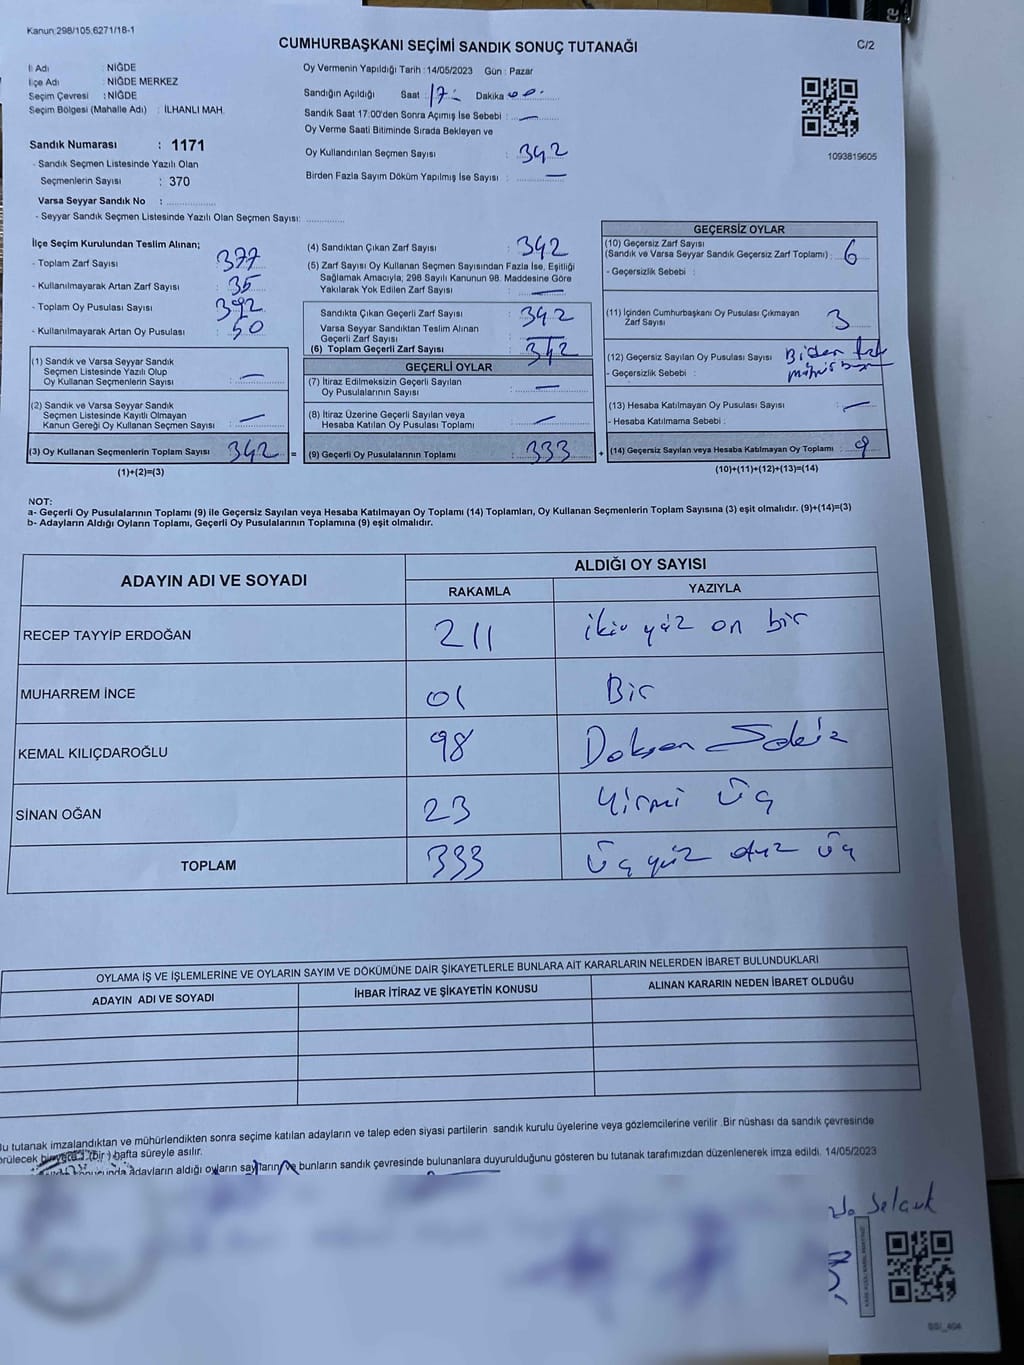 Kanun:298/105,6271/18-1
CUMHURBAŞKANI SEÇİMİ SANDIK SONUÇ TUTANAĞI
C/2
İl Adı : NİĞDE
İlçe Adı : NİĞDE MERKEZ
Seçim Çevresi : NİĞDE
Seçim Bölgesi (Mahalle Adı) : İLHANLI MAH.
Oy Vermenin Yapıldığı Tarih :14/05/2023 Gün : Pazar
Sandığın Açıldığı Saat 17: Dakika 00.
Sandık Saat 17:00'den Sonra Açımış İse Sebebi : —
Oy Verme Saati Bitiminde Sırada Bekleyen ve
Oy Kullandırılan Seçmen Sayısı : 342
Birden Fazla Sayım Döküm Yapılmış İse Sayısı : —
1093819605
Sandık Numarası : 1171
- Sandık Seçmen Listesinde Yazılı Olan
Seçmenlerin Sayısı : 370
Varsa Seyyar Sandık No :
- Seyyar Sandık Seçmen Listesinde Yazılı Olan Seçmen Sayısı:
İlçe Seçim Kurulundan Teslim Alınan;
- Toplam Zarf Sayısı : 377
- Kullanılmayarak Artan Zarf Sayısı : 35
- Toplam Oy Pusulası Sayısı : 392
- Kullanılmayarak Artan Oy Pusulası : 50
(1) Sandık ve Varsa Seyyar Sandık
Seçmen Listesinde Yazılı Olup
Oy Kullanan Seçmenlerin Sayısı : —
(2) Sandık ve Varsa Seyyar Sandık
Seçmen Listesinde Kayıtlı Olmayan
Kanun Gereği Oy Kullanan Seçmen Sayısı : —
(3) Oy Kullanan Seçmenlerin Toplam Sayısı : 342 =
(1)+(2)=(3)
(4) Sandıktan Çıkan Zarf Sayısı : 342
(5) Zarf Sayısı Oy Kullanan Seçmen Sayısından Fazla İse, Eşitliği
Sağlamak Amacıyla; 298 Sayılı Kanunun 98. Maddesine Göre
Yakılarak Yok Edilen Zarf Sayısı : —
Sandıkta Çıkan Geçerli Zarf Sayısı : 342
Varsa Seyyar Sandıktan Teslim Alınan
Geçerli Zarf Sayısı : —
(6) Toplam Geçerli Zarf Sayısı : 342
GEÇERLİ OYLAR
(7) İtiraz Edilmeksizin Geçerli Sayılan
Oy Pusulasının Sayısı : —
(8) İtiraz Üzerine Geçerli Sayılan veya
Hesaba Katılan Oy Pusulası Toplamı : —
(9) Geçerli Oy Pusulalarının Toplamı : 333 +
GEÇERSİZ OYLAR
(10) Geçersiz Zarf Sayısı
(Sandık ve Varsa Seyyar Sandık Geçersiz Zarf Toplamı) : 6
- Geçersizlik Sebebi :
(11) İçinden Cumhurbaşkanı Oy Pusulası Çıkmayan
Zarf Sayısı : 3
(12) Geçersiz Sayılan Oy Pusulası Sayısı : Birden
- Geçersizlik Sebebi :
(13) Hesaba Katılmayan Oy Pusulası Sayısı : —
- Hesaba Katılmama Sebebi :
(14) Geçersiz Sayılan veya Hesaba Katılmayan Oy Toplamı : 9
(10)+(11)+(12)+(13)=(14)
NOT:
a- Geçerli Oy Pusulalarının Toplamı (9) ile Geçersiz Sayılan veya Hesaba Katılmayan Oy Toplamı (14) Toplamları, Oy Kullanan Seçmenlerin Toplam Sayısına (3) eşit olmalıdır. (9)+(14)=(3)
b- Adayların Aldığı Oyların Toplamı, Geçerli Oy Pusulalarının Toplamına (9) eşit olmalıdır.
ADAYIN ADI VE SOYADI
ALDIĞI OY SAYISI
RAKAMLA YAZIYLA
RECEP TAYYİP ERDOĞAN 211 iki yüz on bir
MUHARREM İNCE 01 Bir
KEMAL KILIÇDAROĞLU 98 Doksan Sekiz
SİNAN OĞAN 23 Yirmi üç
TOPLAM 333 üç yüz otuz üç
OYLAMA İŞ VE İŞLEMLERİNE VE OYLARIN SAYIM VE DÖKÜMÜNE DAİR ŞİKAYETLERLE BUNLARA AİT KARARLARIN NELERDEN İBARET BULUNDUKLARI
ADAYIN ADI VE SOYADI İHBAR İTİRAZ VE ŞİKAYETİN KONUSU ALINAN KARARIN NEDEN İBARET OLDUĞU
Bu tutanak imzalandıktan ve mühürlendikten sonra seçime katılan adayların ve talep eden siyasi partilerin sandık kurulu üyelerine veya gözlemcilerine verilir .Bir nüshası da sandık çevresinde
görülecek bir yere 1 (bir ) hafta süreyle asılır.
adayların aldığı oyların sayılarını ve bunların sandık çevresinde bulunanlara duyurulduğunu gösteren bu tutanak tarafımızdan düzenlenerek imza edildi. 14/05/2023
Selcuk